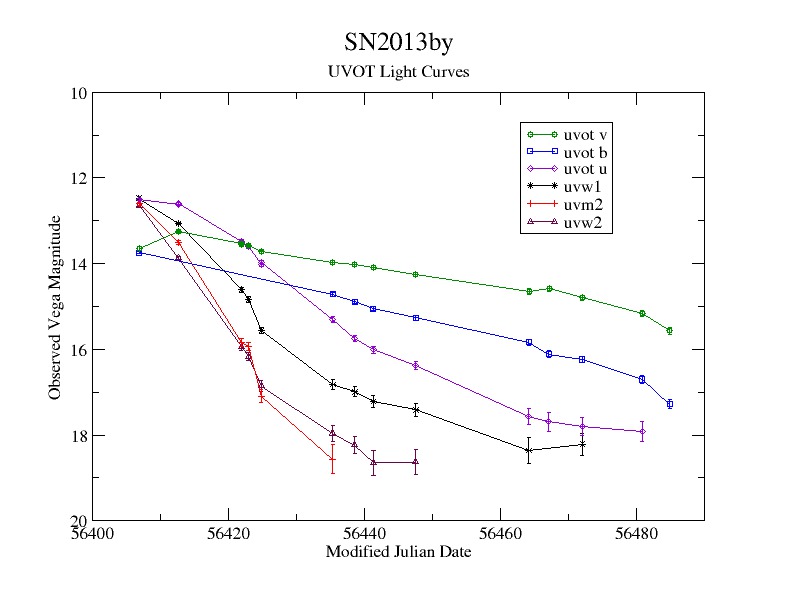 SN2013by
UVOT Light Curves
10
12
14
16
18
20
Observed Vega Magnitude
uvot v
uvot b
uvot u
uvw1
uvm2
uvw2
56400
56420
56440
56460
56480
Modified Julian Date